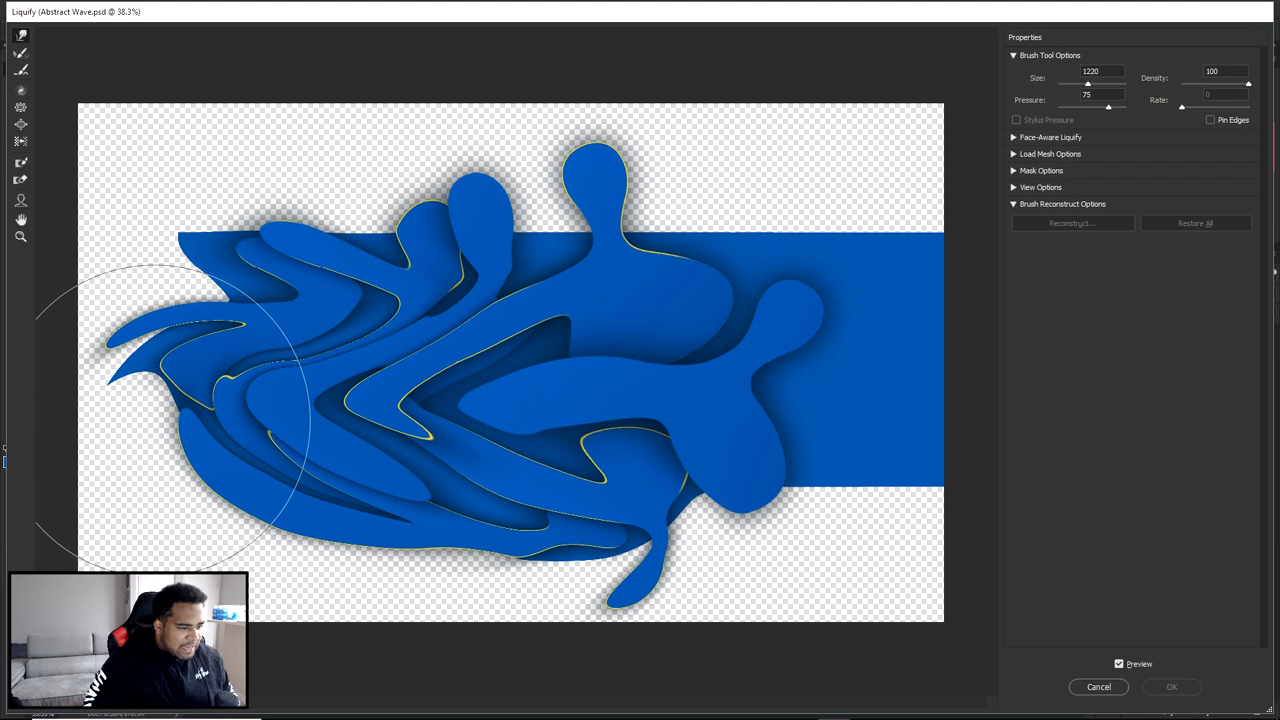 Liquify (Abstract Wave.psd @ 38.3%)
Properties
Brush Tool Options
Size: 1220 Density: 100
Pressure: 75 Rate: 0
Stylus Pressure Pin Edges
Face-Aware Liquify
Load Mesh Options
Mask Options
View Options
Brush Reconstruct Options
Reconstruct... Restore All
Preview
Cancel OK